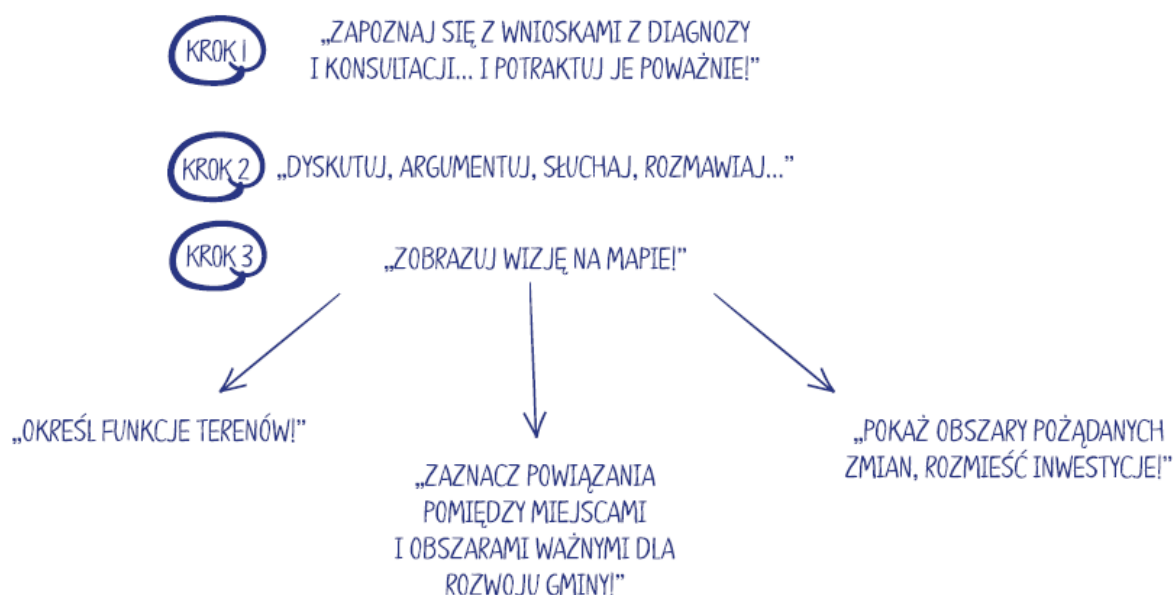 KROK 1
„ZAPOZNAJ SIĘ Z WNIOSKAMI Z DIAGNOZY
I KONSULTACJI... I POTRAKTUJ JE POWAŻNIE!”
KROK 2
„DYSKUTUJ, ARGUMENTUJ, SŁUCHAJ, ROZMAWIAJ...”
KROK 3
„ZOBRAZUJ WIZJĘ NA MAPIE!”
„OKREŚL FUNKCJE TERENÓW!”
„ZAZNACZ POWIĄZANIA
POMIĘDZY MIEJSCAMI
I OBSZARAMI WAŻNYMI DLA
ROZWOJU GMINY!”
„POKAŻ OBSZARY POŻĄDANYCH
ZMIAN, ROZMIEŚĆ INWESTYCJE!”